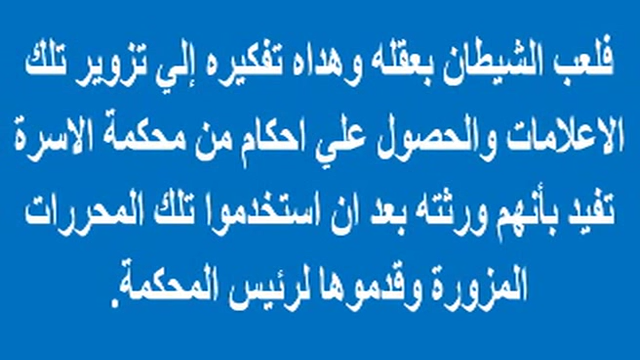 فلعب الشيطان بعقله وهداه تفكيره إلي تزوير تلك
الاعلامات والحصول علي احكام من محكمة الاسرة
تفيد بأنهم ورثته بعد ان استخدموا تلك المحررات
المزورة وقدموها لرئيس المحكمة.